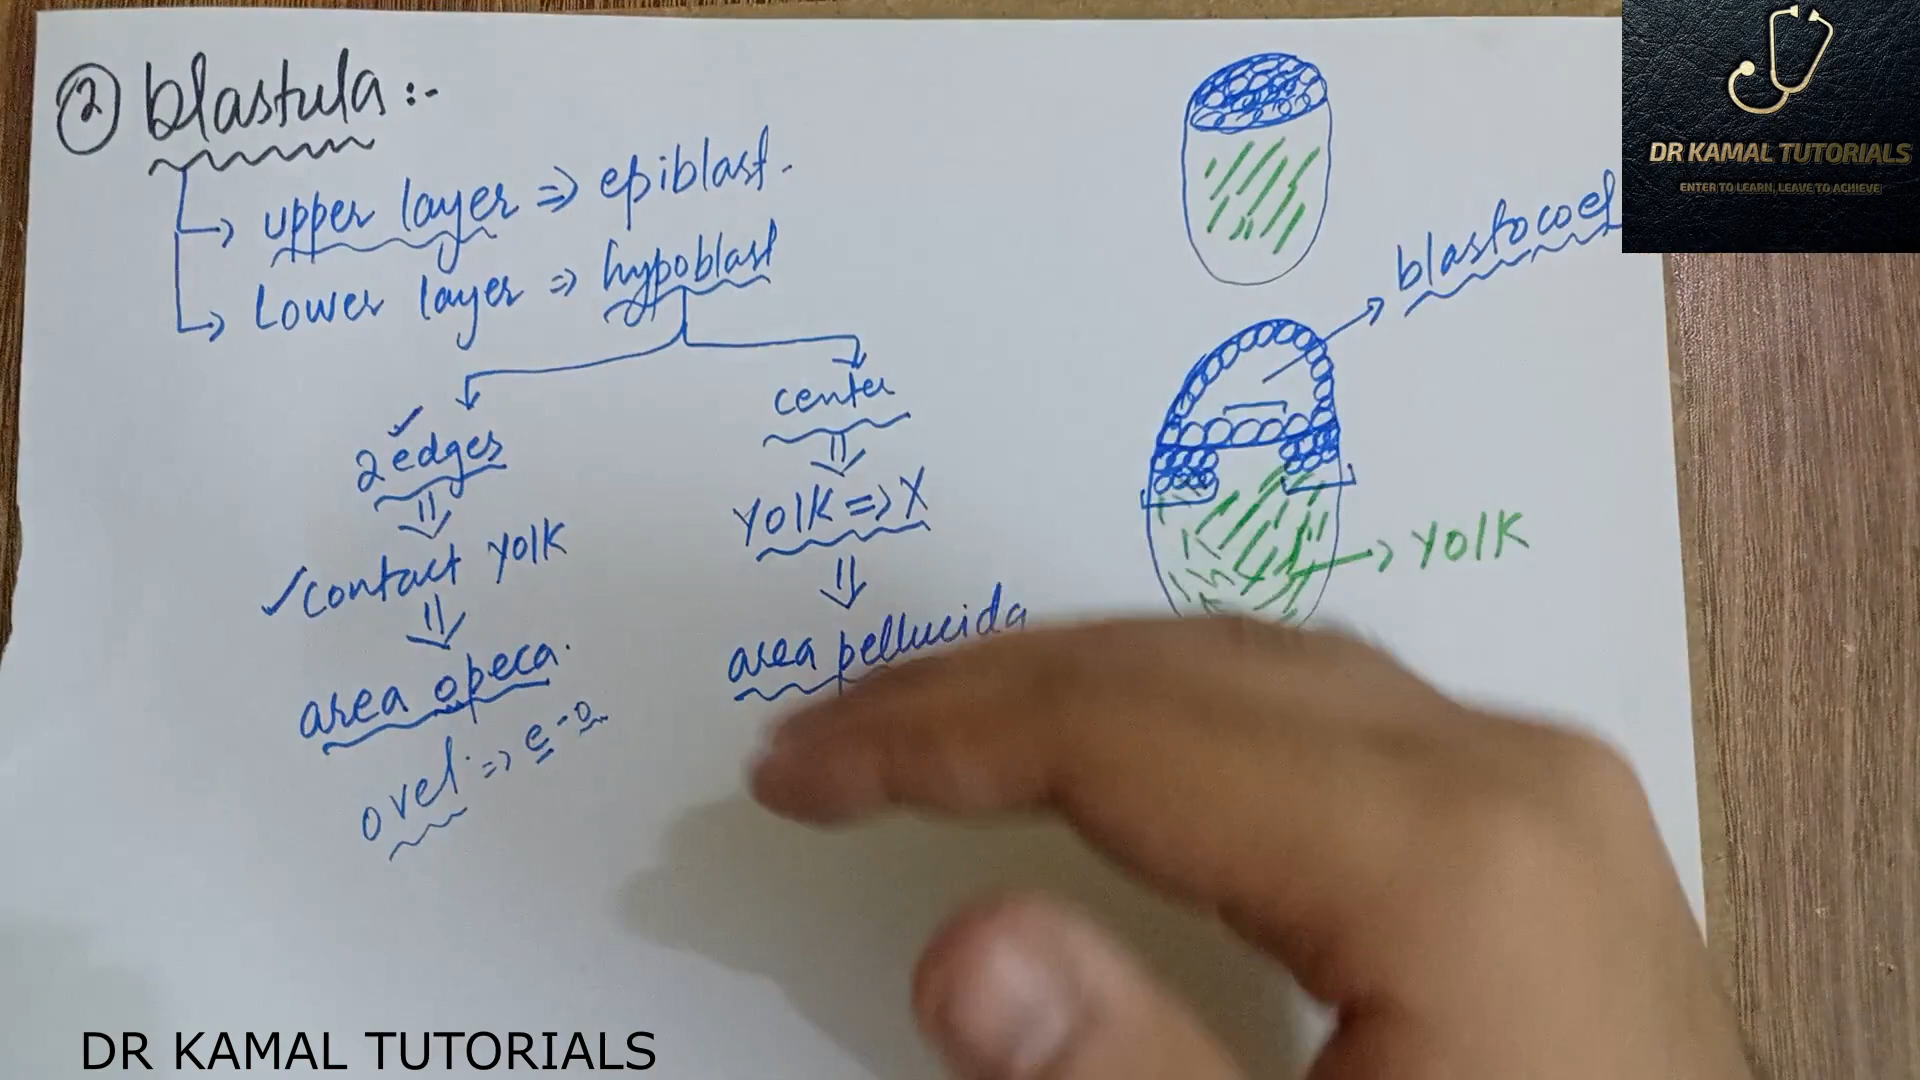 ② blastula :-
upper layer => epiblast.
Lower layer => hypoblast
2 edges
center
contact yolk
yolk => X
area opeca.
area pellucida
ovel => e-o
blastocoel
yolk
DR KAMAL TUTORIALS
ENTER TO LEARN, LEAVE TO ACHIEVE
DR KAMAL TUTORIALS